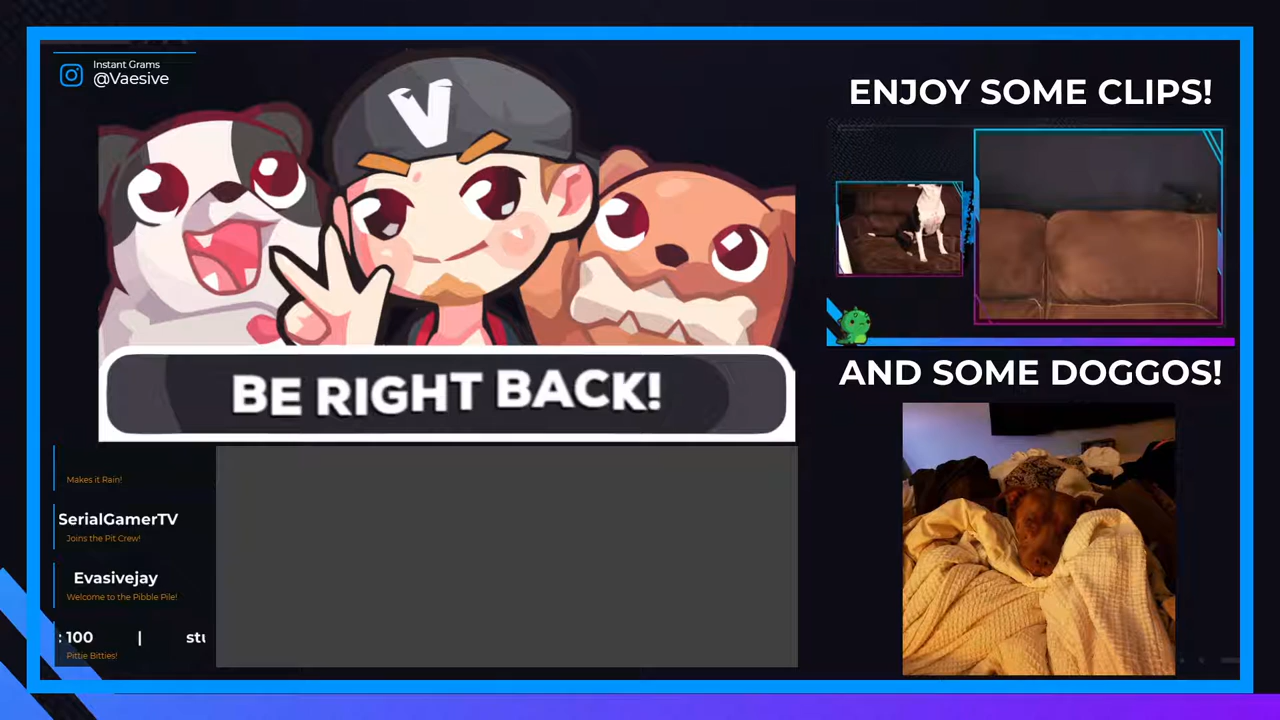 Instant Grams
@Vaesive
V
BE RIGHT BACK!
ENJOY SOME CLIPS!
AND SOME DOGGOS!
Makes it Rain!
SerialGamerTV
Joins the Pit Crew!
Evasivejay
Welcome to the Pibble Pile!
: 100 | stu
Pittie Bitties!